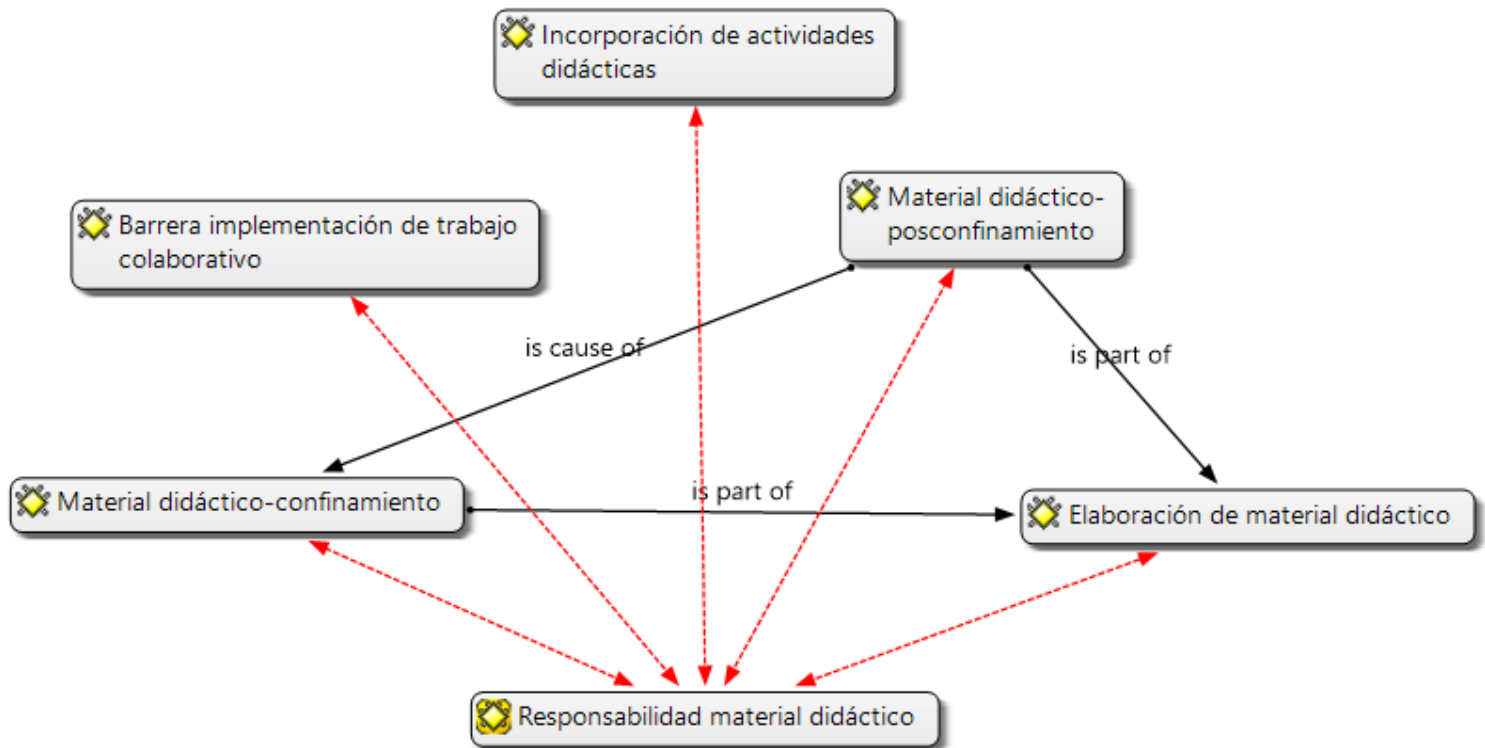 Incorporación de actividades
didácticas
Material didáctico-
posconfinamiento
Barrera implementación de trabajo
colaborativo
is cause of
is part of
Material didáctico-confinamiento
is part of
Elaboración de material didáctico
Responsabilidad material didáctico